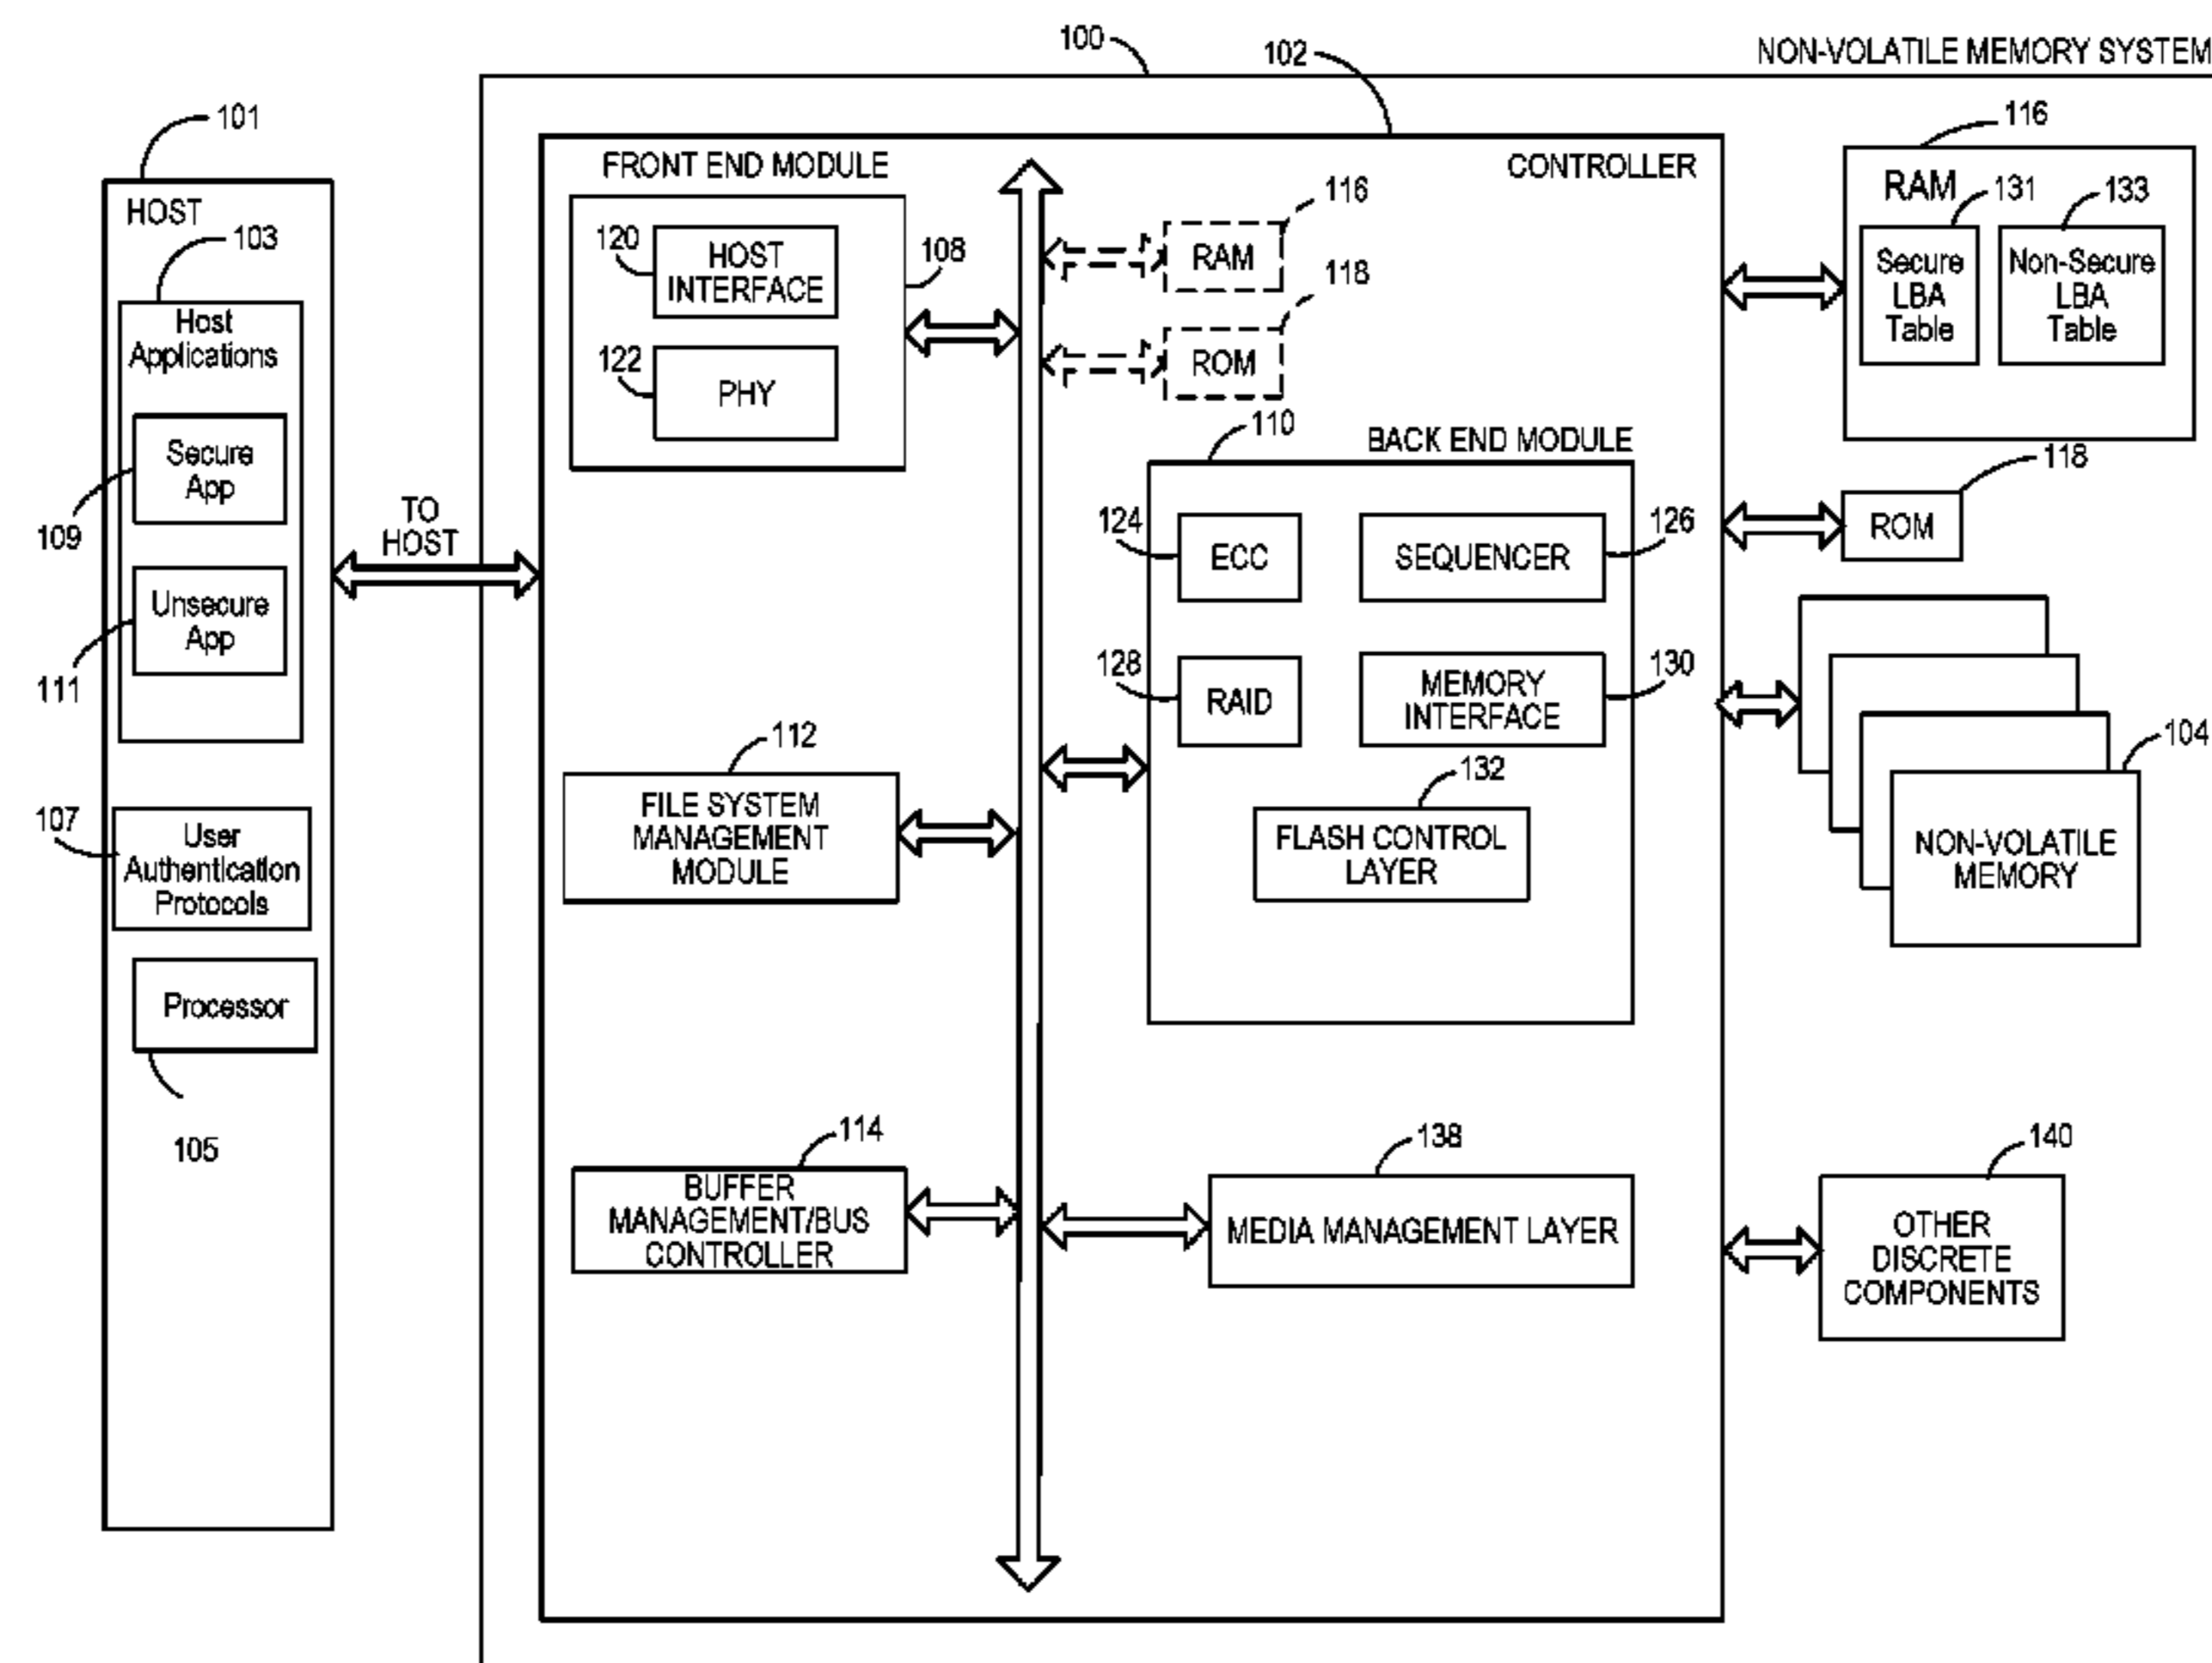 100
102
NON-VOLATILE MEMORY SYSTEM
101
HOST
103
Host
Applications
Secure
App
109
Unsecure
App
111
107
User
Authentication
Protocols
Processor
105
TO
HOST
FRONT END MODULE
CONTROLLER
120
HOST
INTERFACE
108
122
PHY
116
RAM
118
ROM
110
BACK END MODULE
124
ECC
126
SEQUENCER
128
RAID
130
MEMORY
INTERFACE
132
FLASH CONTROL
LAYER
112
FILE SYSTEM
MANAGEMENT
MODULE
114
BUFFER
MANAGEMENT/BUS
CONTROLLER
138
MEDIA MANAGEMENT LAYER
116
RAM
131
133
Secure
LBA
Table
Non-Secure
LBA
Table
118
ROM
104
NON-VOLATILE
MEMORY
140
OTHER
DISCRETE
COMPONENTS